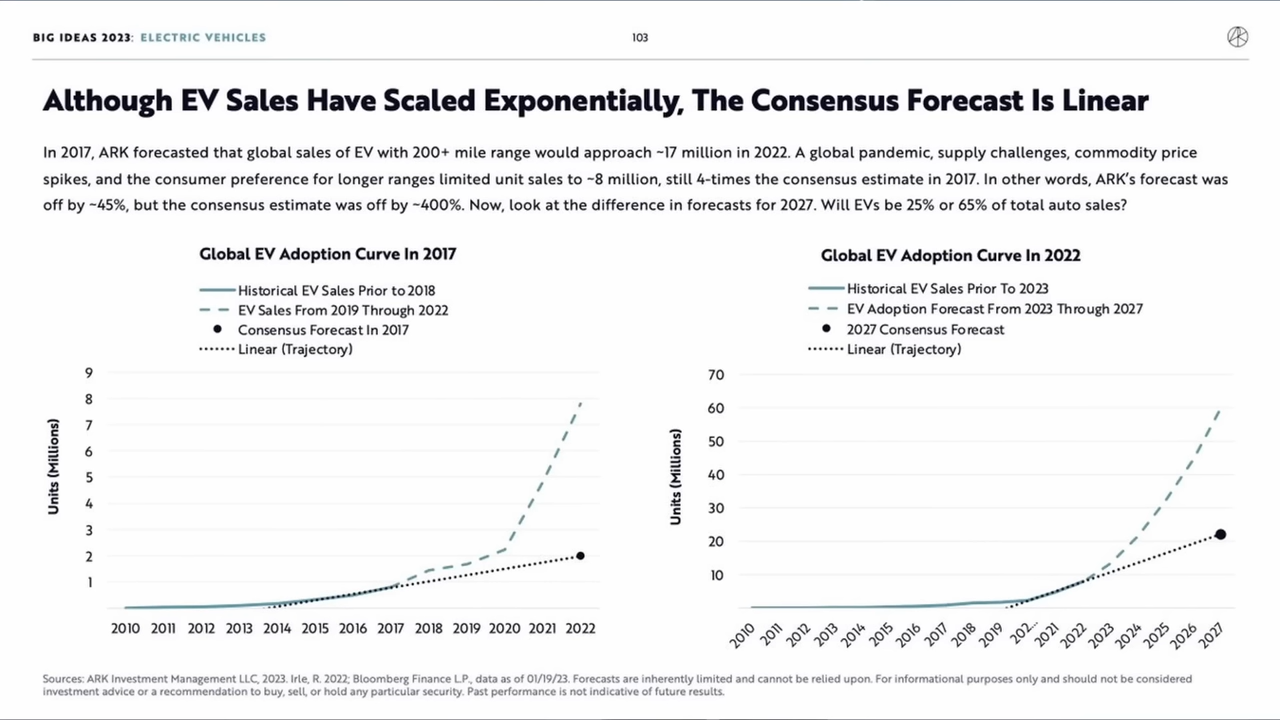 BIG IDEAS 2023: ELECTRIC VEHICLES
103
Although EV Sales Have Scaled Exponentially, The Consensus Forecast Is Linear
In 2017, ARK forecasted that global sales of EV with 200+ mile range would approach ~17 million in 2022. A global pandemic, supply challenges, commodity price
spikes, and the consumer preference for longer ranges limited unit sales to ~8 million, still 4-times the consensus estimate in 2017. In other words, ARK's forecast was
off by ~45%, but the consensus estimate was off by ~400%. Now, look at the difference in forecasts for 2027. Will EVs be 25% or 65% of total auto sales?
Global EV Adoption Curve In 2017
Historical EV Sales Prior to 2018
EV Sales From 2019 Through 2022
Consensus Forecast In 2017
Linear (Trajectory)
Units (Millions)
9
8
7
6
5
4
3
2
1
2010 2011 2012 2013 2014 2015 2016 2017 2018 2019 2020 2021 2022
Global EV Adoption Curve In 2022
Historical EV Sales Prior To 2023
EV Adoption Forecast From 2023 Through 2027
2027 Consensus Forecast
Linear (Trajectory)
Units (Millions)
70
60
50
40
30
20
10
2010 2011 2012 2013 2014 2015 2016 2017 2018 2019 202... 2021 2022 2023 2024 2025 2026 2027
Sources: ARK Investment Management LLC, 2023. Irle, R. 2022; Bloomberg Finance L.P., data as of 01/19/23. Forecasts are inherently limited and cannot be relied upon. For informational purposes only and should not be considered
investment advice or a recommendation to buy, sell, or hold any particular security. Past performance is not indicative of future results.